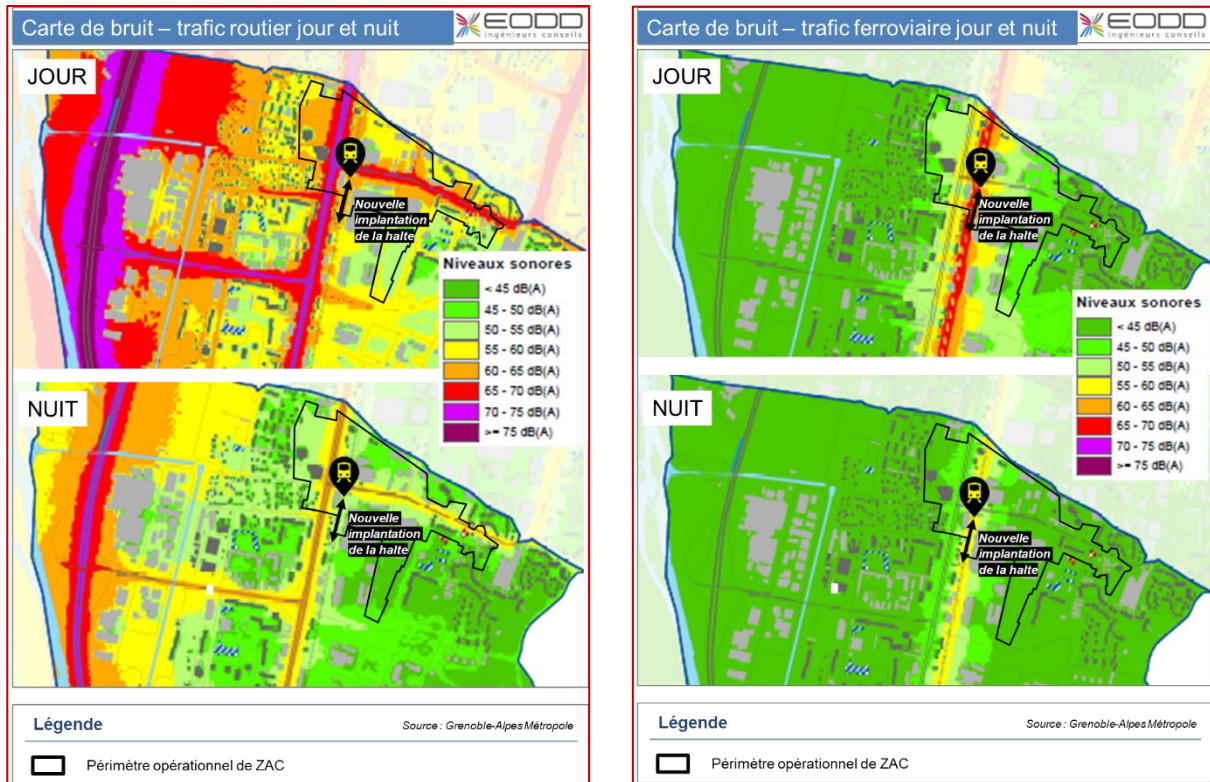 Carte de bruit – trafic routier jour et nuit
EODD
ingénieurs conseils
JOUR
Nouvelle
implantation
de la halte
Niveaux sonores
< 45 dB(A)
45 - 50 dB(A)
50 - 55 dB(A)
55 - 60 dB(A)
60 - 65 dB(A)
65 - 70 dB(A)
70 - 75 dB(A)
>= 75 dB(A)
NUIT
Nouvelle
implantation
de la halte
Légende
Source : Grenoble-Alpes Métropole
Périmètre opérationnel de ZAC
Carte de bruit – trafic ferroviaire jour et nuit
EODD
ingénieurs conseils
JOUR
Nouvelle
implantation
de la halte
Niveaux sonores
< 45 dB(A)
45 - 50 dB(A)
50 - 55 dB(A)
55 - 60 dB(A)
60 - 65 dB(A)
65 - 70 dB(A)
70 - 75 dB(A)
>= 75 dB(A)
NUIT
Nouvelle
implantation
de la halte
Légende
Source : Grenoble-Alpes Métropole
Périmètre opérationnel de ZAC